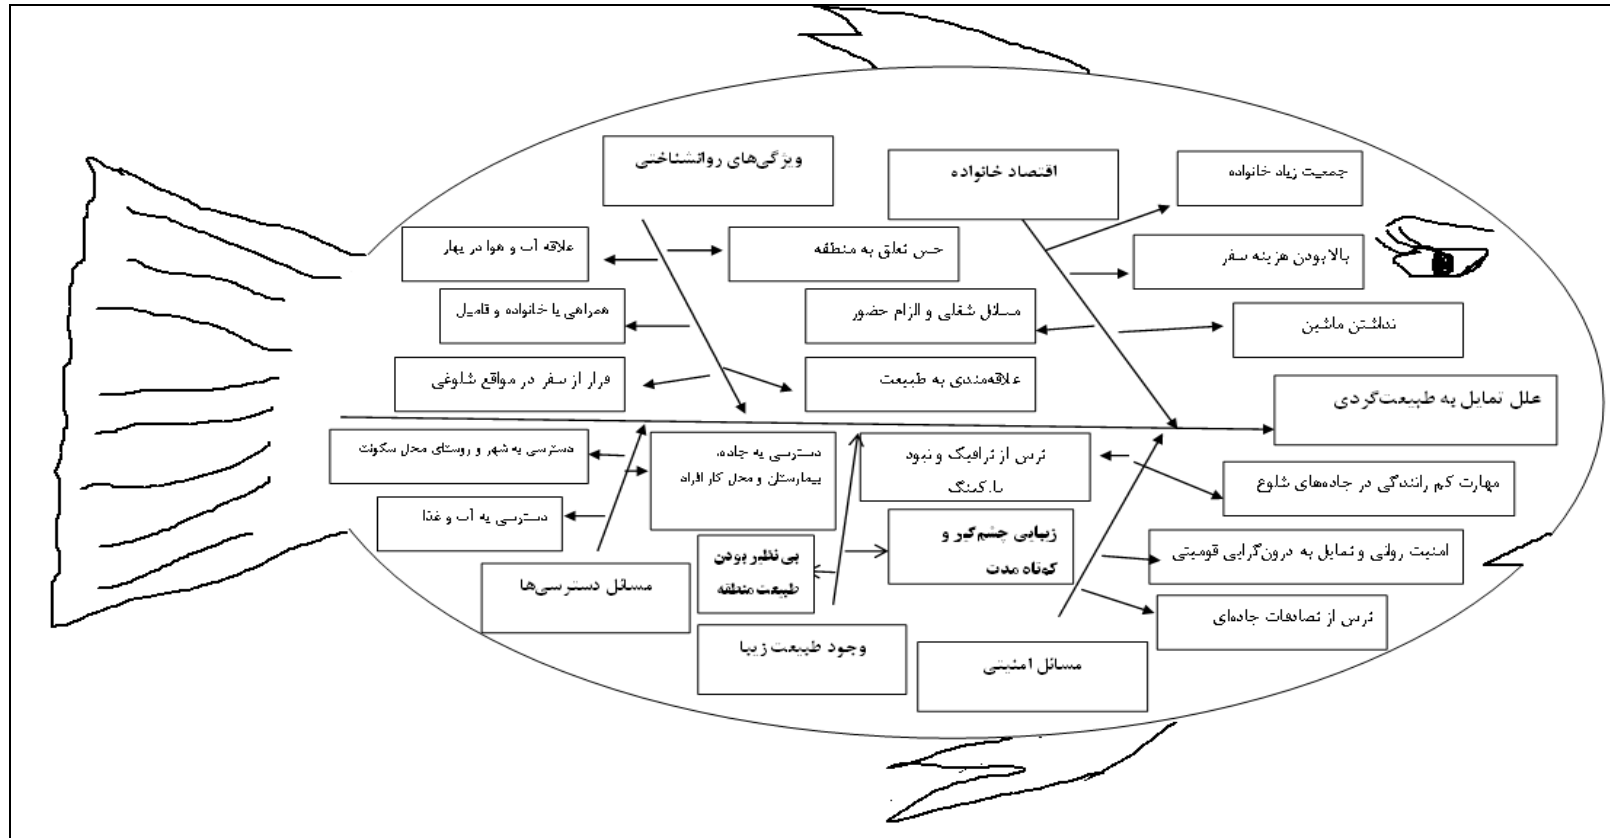 ویژگی‌های روانشناختی
اقتصاد خانواده
جمعیت زیاد خانواده
علاقه آب و هوا در بهار
حس تعلق به منطقه
بالابودن هزینه سفر
همراهی با خانواده و فامیل
مسائل شغلی و الزام حضور
نداشتن ماشین
فرار از سفر در مواقع شلوغی
علاقه‌مندی به طبیعت
علل تمایل به طبیعت‌گردی
دسترسی به شهر و روستای محل سکونت
دسترسی به جاده،
بیمارستان و محل کار افراد
ترس از ترافیک و نبود
پارکینگ
مهارت کم رانندگی در جاده‌های شلوغ
دسترسی به آب و غذا
بی نظیر بودن
طبیعت منطقه
زیبایی چشم‌گیر و
کوتاه مدت
امنیت روانی و تمایل به درون‌گرایی قومیتی
مسائل دسترسی‌ها
ترس از تصادفات جاده‌ای
وجود طبیعت زیبا
مسائل امنیتی